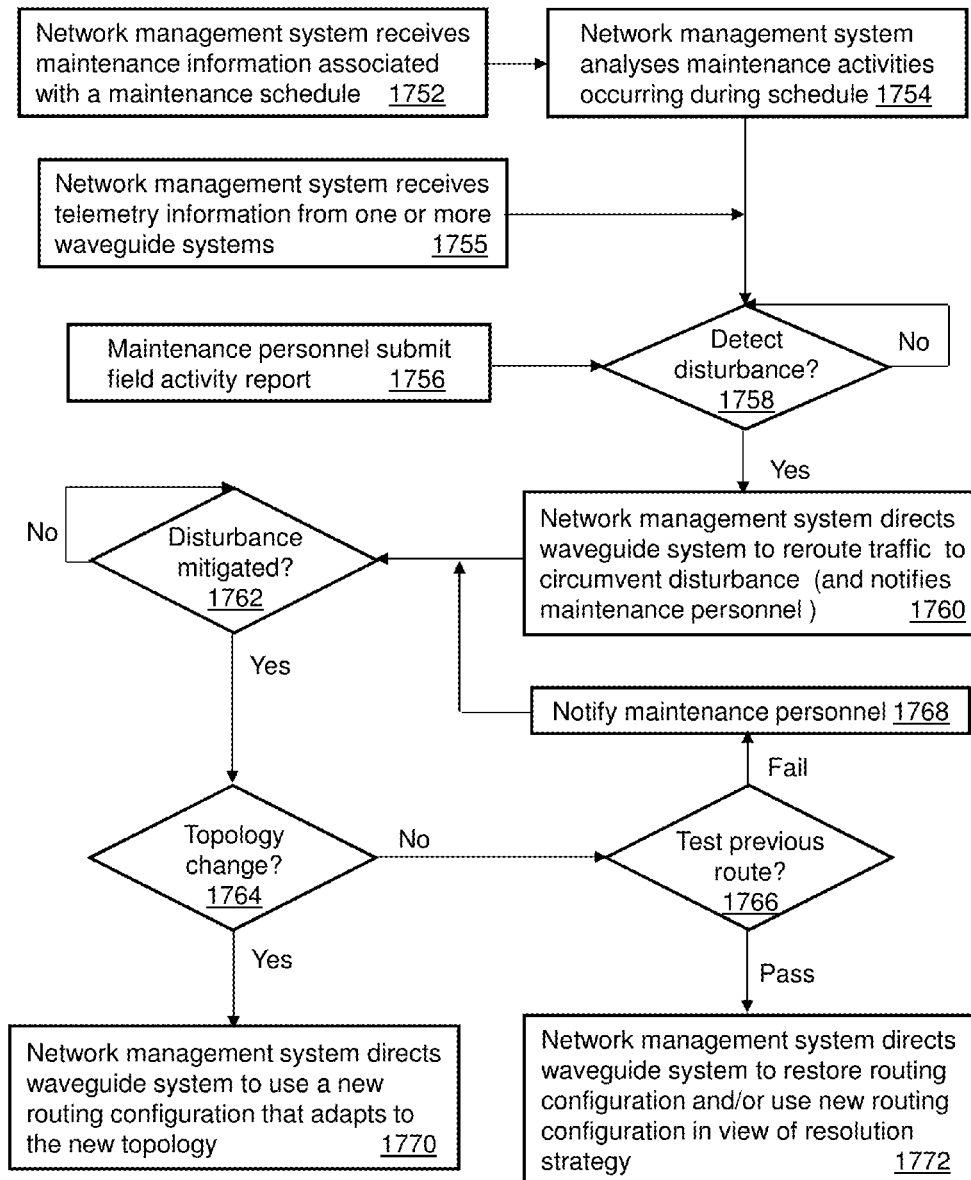 Network management system receives
maintenance information associated
with a maintenance schedule 1752
Network management system
analyses maintenance activities
occurring during schedule 1754
Network management system receives
telemetry information from one or more
waveguide systems 1755
Maintenance personnel submit
field activity report 1756
Detect
disturbance?
1758
No
Yes
Network management system directs
waveguide system to reroute traffic to
circumvent disturbance (and notifies
maintenance personnel ) 1760
Disturbance
mitigated?
1762
No
Yes
Notify maintenance personnel 1768
Fail
Topology
change?
1764
No
Test previous
route?
1766
Yes
Pass
Network management system directs
waveguide system to use a new
routing configuration that adapts to
the new topology 1770
Network management system directs
waveguide system to restore routing
configuration and/or use new routing
configuration in view of resolution
strategy 1772